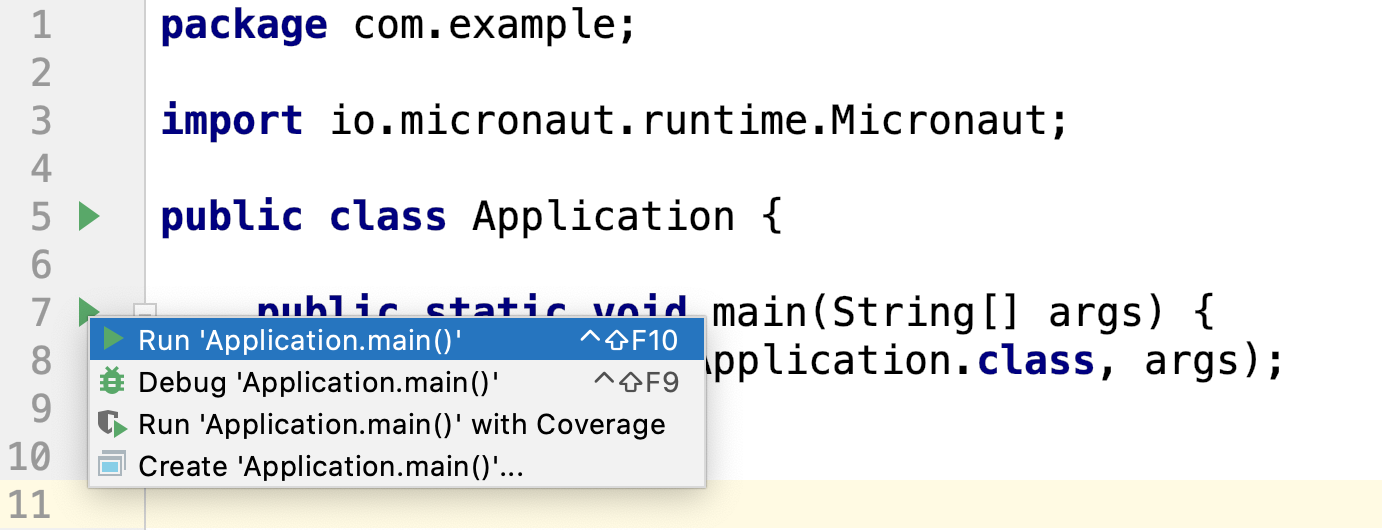 1 package com.example;
2
3 import io.micronaut.runtime.Micronaut;
4
5 public class Application {
6
7 public static void main(String[] args) {
Run 'Application.main()' ^⇧F10
8 Application.class, args);
Debug 'Application.main()' ^⇧F9
9
Run 'Application.main()' with Coverage
10
Create 'Application.main()'...
11